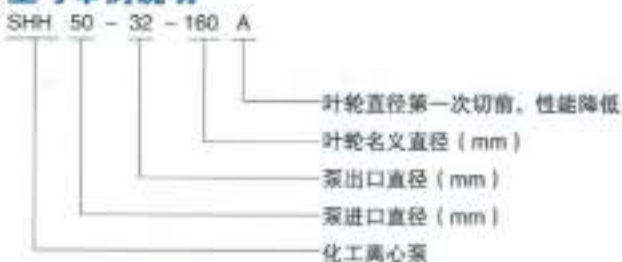 SHH 50 - 32 - 160 A
叶轮直径第一次切削，性能降低
叶轮名义直径（mm）
泵出口直径（mm）
泵进口直径（mm）
化工离心泵